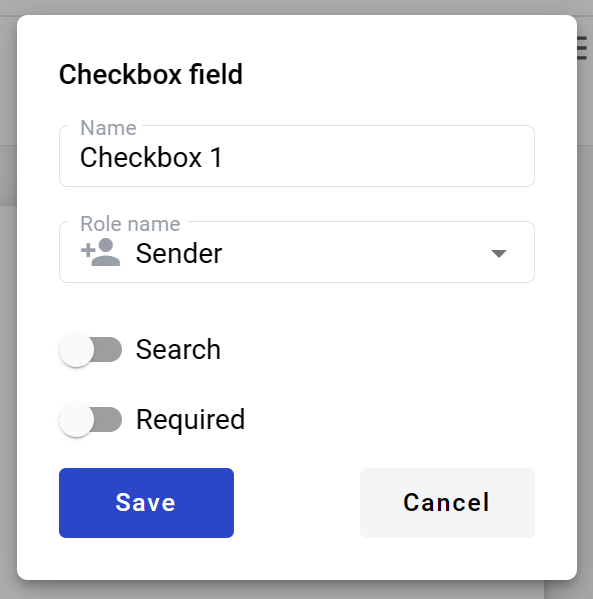 Checkbox field
Name
Checkbox 1
Role name
Sender
Search
Required
Save
Cancel